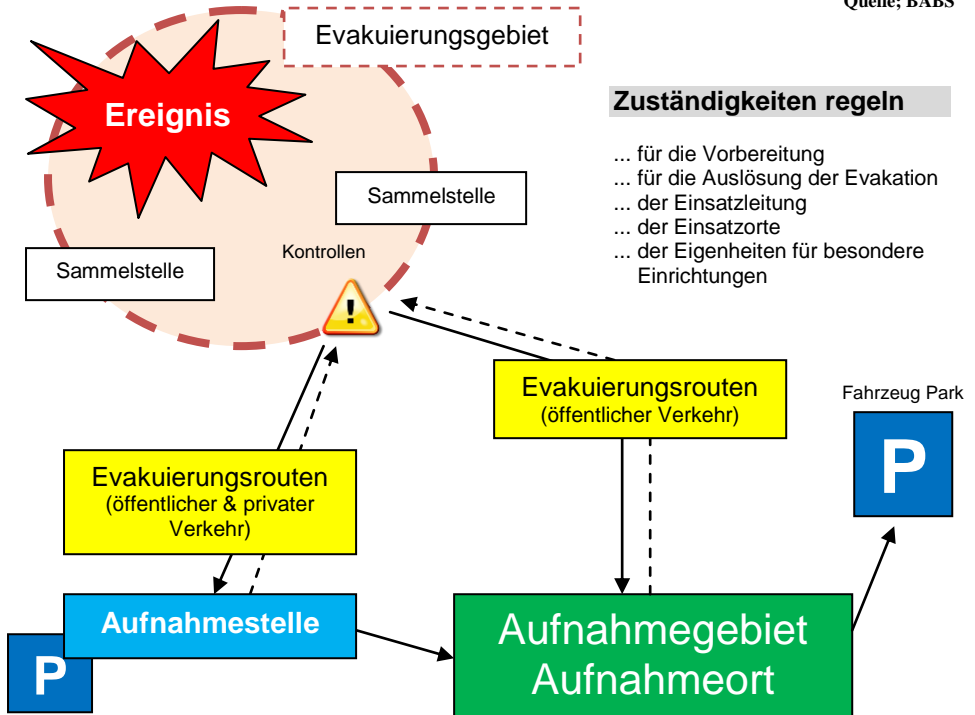 Quelle; BABS
Evakuierungsgebiet
Ereignis
Zuständigkeiten regeln
... für die Vorbereitung
... für die Auslösung der Evakation
... der Einsatzleitung
... der Einsatzorte
... der Eigenheiten für besondere
Einrichtungen
Sammelstelle
Kontrollen
Sammelstelle
!
Evakuierungsrouten
(öffentlicher Verkehr)
Fahrzeug Park
P
Evakuierungsrouten
(öffentlicher & privater
Verkehr)
Aufnahmestelle
P
Aufnahmegebiet
Aufnahmeort